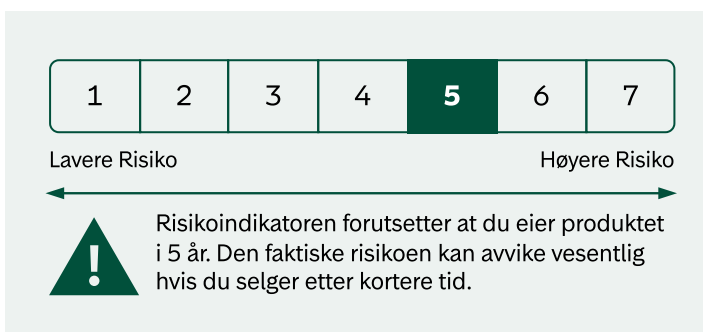 1 2 3 4 5 6 7
Lavere Risiko Høyere Risiko
!
Risikoindikatoren forutsetter at du eier produktet
i 5 år. Den faktiske risikoen kan avvike vesentlig
hvis du selger etter kortere tid.